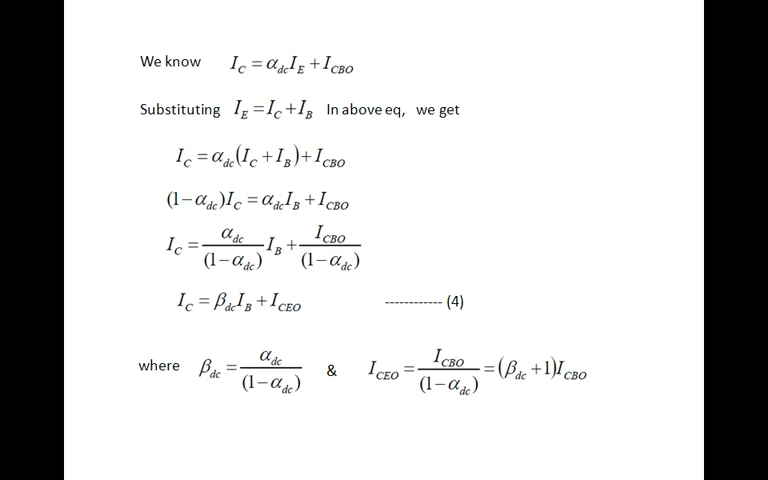 We know I_C = α_dc I_E + I_CBO
Substituting I_E = I_C + I_B In above eq, we get
I_C = α_dc (I_C + I_B) + I_CBO
(1 − α_dc) I_C = α_dc I_B + I_CBO
I_C = α_dc / (1 − α_dc) I_B + I_CBO / (1 − α_dc)
I_C = β_dc I_B + I_CEO ------------ (4)
where β_dc = α_dc / (1 − α_dc) & I_CEO = I_CBO / (1 − α_dc) = (β_dc + 1) I_CBO